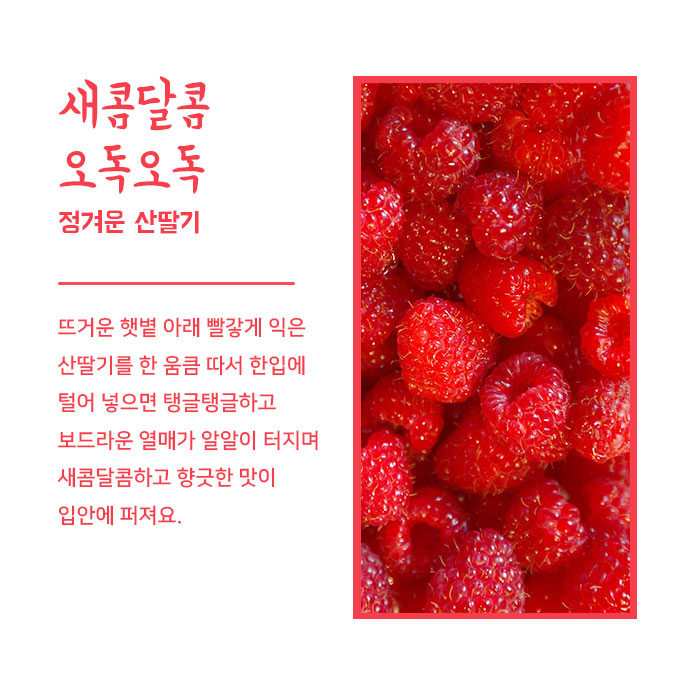 새콤달콤
오독오독
정겨운 산딸기
뜨거운 햇볕 아래 빨갛게 익은
산딸기를 한 움큼 따서 한입에
털어 넣으면 탱글탱글하고
보드라운 열매가 알알이 터지며
새콤달콤하고 향긋한 맛이
입안에 퍼져요.